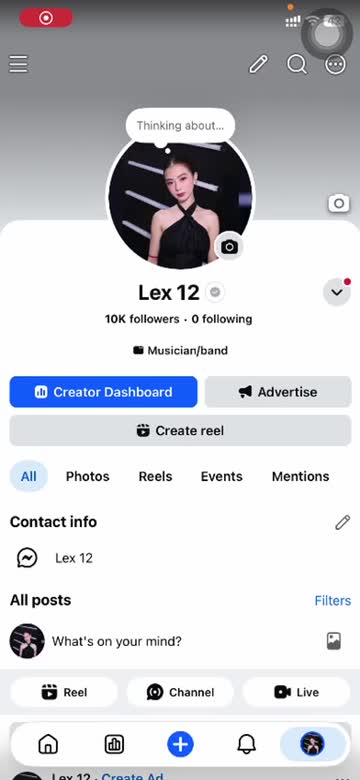 Thinking about...
Lex 12
10K followers · 0 following
Musician/band
Creator Dashboard
Advertise
Create reel
All
Photos
Reels
Events
Mentions
Contact info
Lex 12
All posts
Filters
What's on your mind?
Reel
Channel
Live
Lex 12 · Create Ad